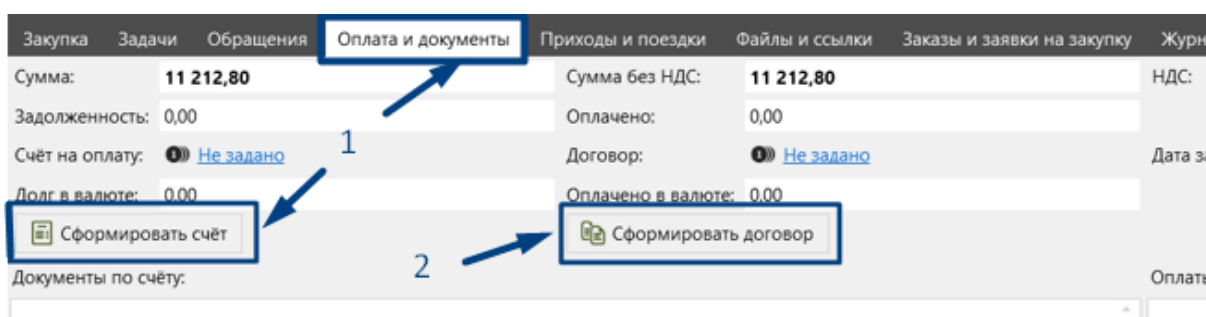 Закупка Задачи Обращения Оплата и документы Приходы и поездки Файлы и ссылки Заказы и заявки на закупку
Сумма: 11 212,80 Сумма без НДС: 11 212,80 НДС:
Задолженность: 0,00 Оплачено: 0,00
1
Счёт на оплату: Не задано Договор: Не задано Дата
Долг в валюте: 0,00 Оплачено в валюте: 0,00
Сформировать счёт Сформировать договор
2
Документы по счёту: